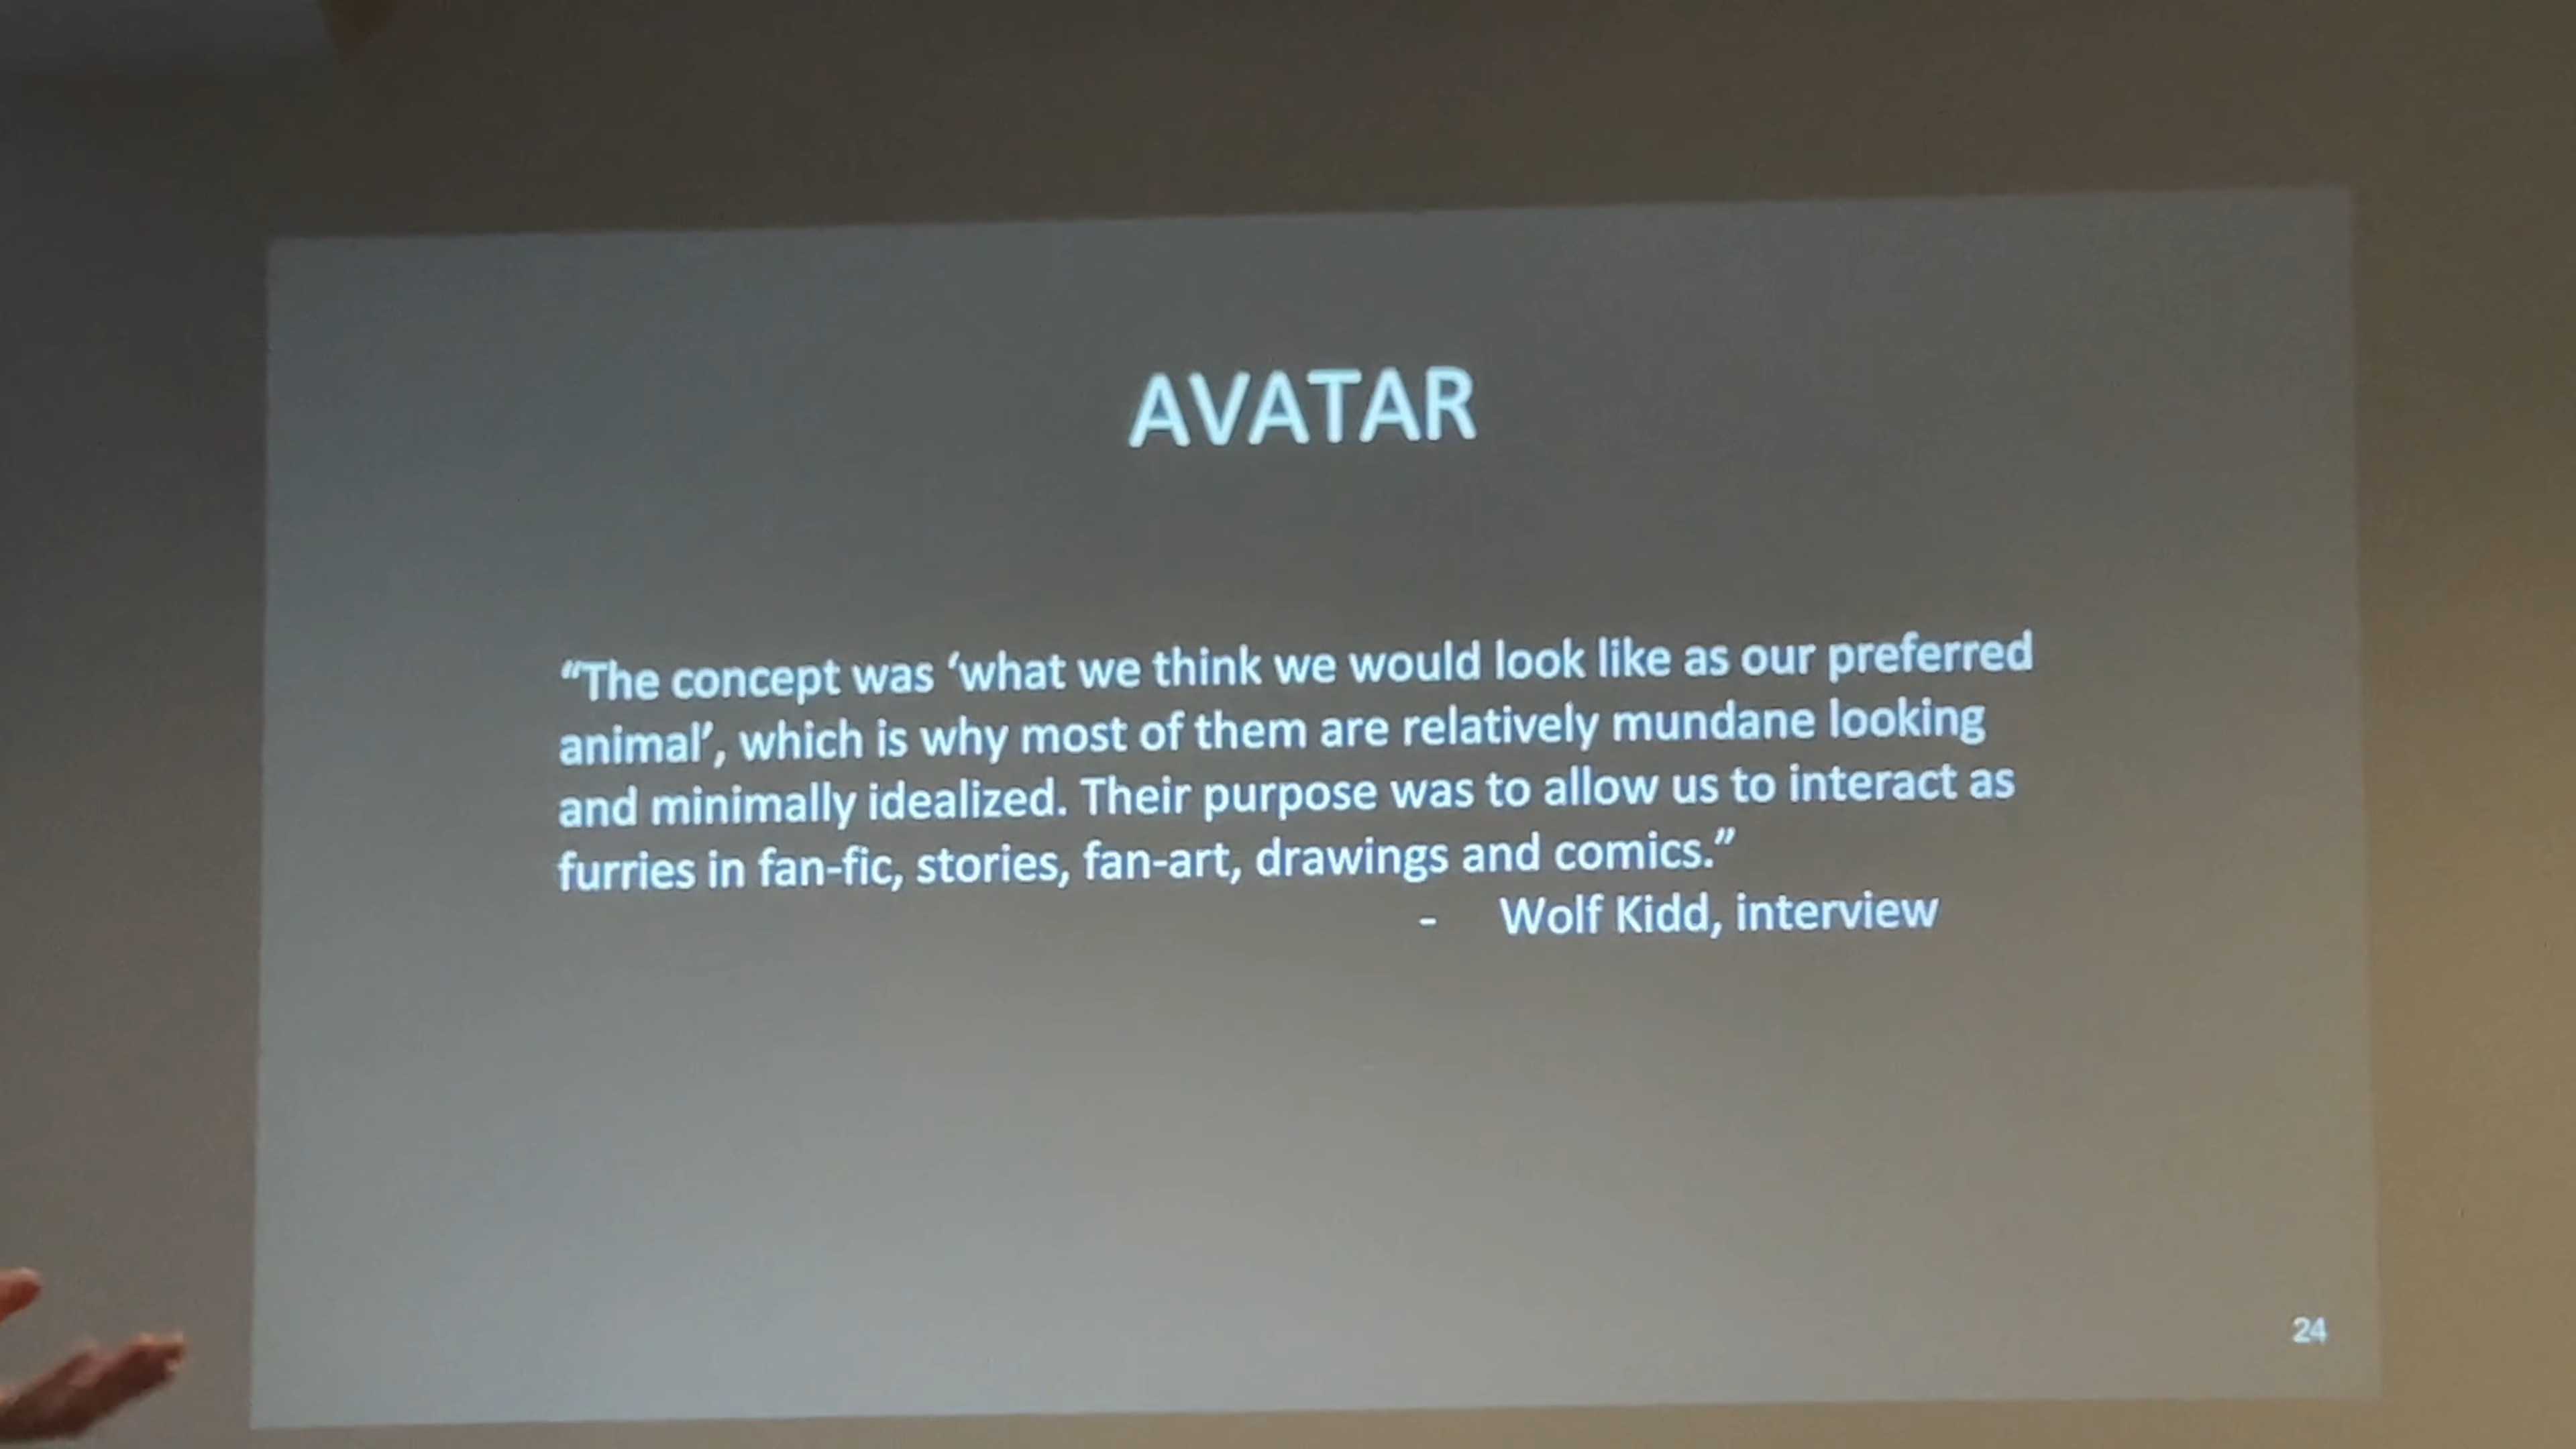 AVATAR
“The concept was ‘what we think we would look like as our preferred
animal’, which is why most of them are relatively mundane looking
and minimally idealized. Their purpose was to allow us to interact as
furries in fan-fic, stories, fan-art, drawings and comics.”
- Wolf Kidd, interview
24